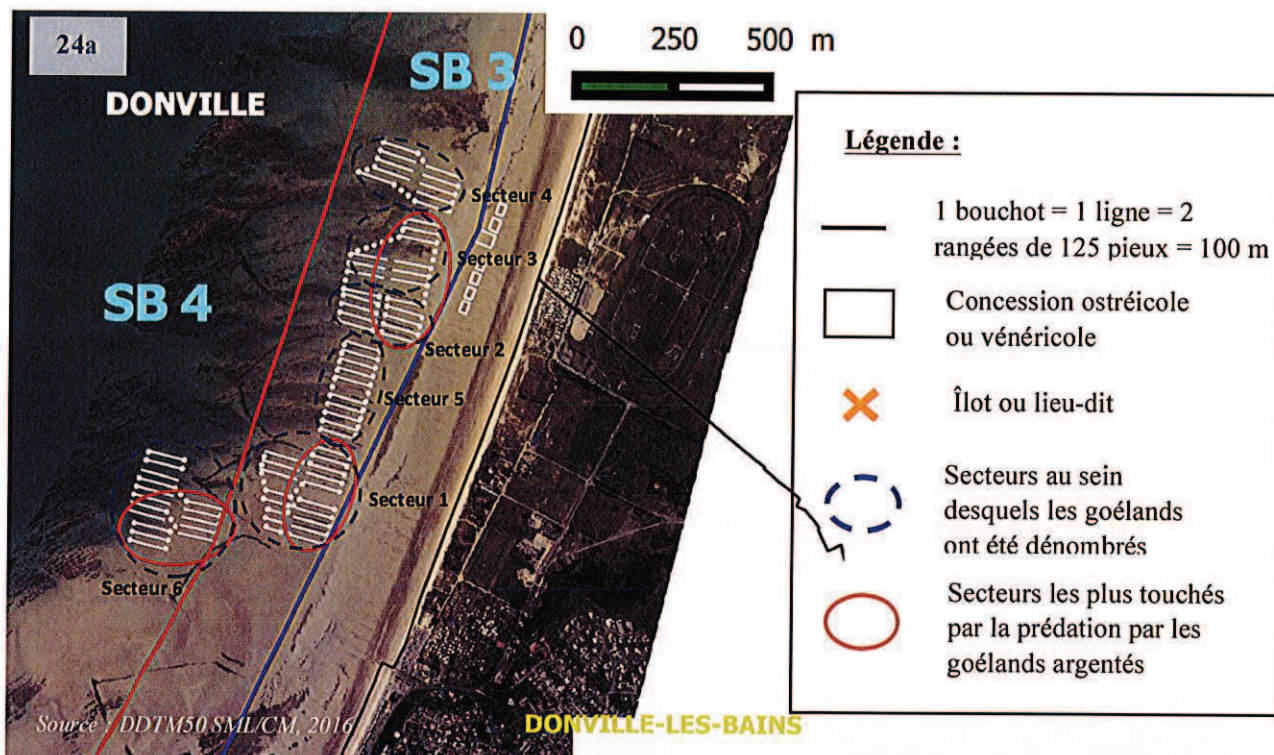 24a
0 250 500 m
SB 3
DONVILLE
Secteur 4
Secteur 3
SB 4
Secteur 2
Secteur 5
Secteur 1
Secteur 6
Source : DDTM50 SML/CM, 2016
DONVILLE-LES-BAINS
Légende :
1 bouchot = 1 ligne = 2
rangées de 125 pieux = 100 m
Concession ostréicole
ou vénéricole
Îlot ou lieu-dit
Secteurs au sein
desquels les goélands
ont été dénombrés
Secteurs les plus touchés
par la prédation par les
goélands argentés